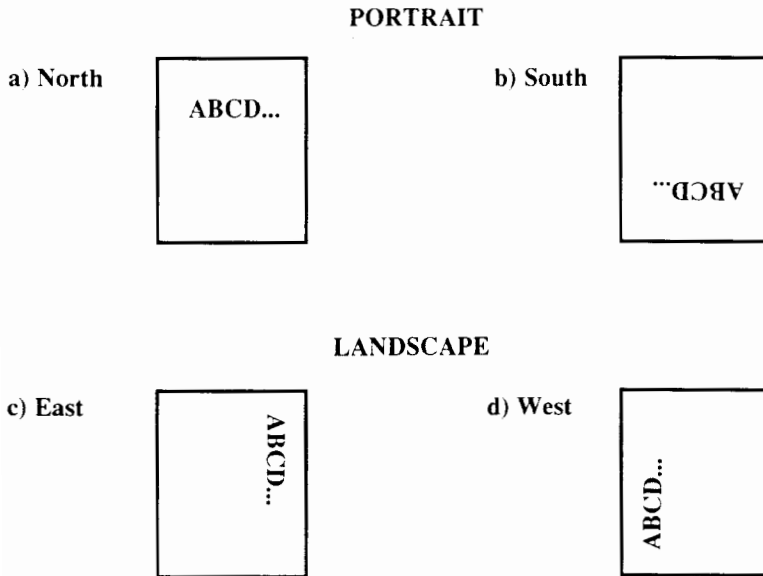 PORTRAIT
a) North
ABCD...
b) South
ABCD...
LANDSCAPE
c) East
ABCD...
d) West
ABCD...